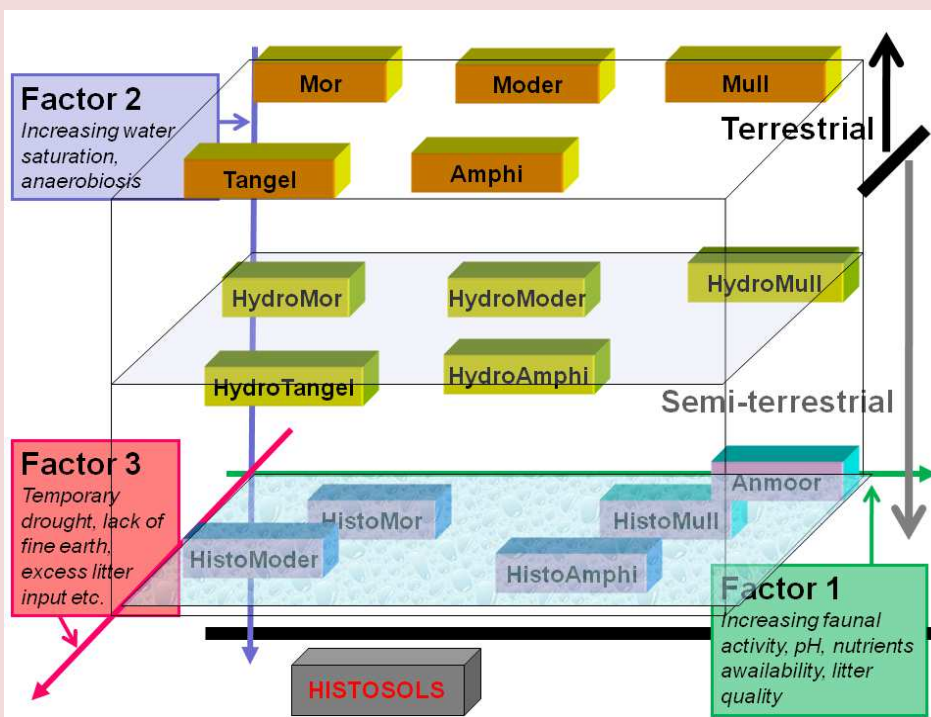 Factor 2
Increasing water
saturation,
anaerobiosis
Mor
Moder
Mull
Terrestrial
Tangel
Amphi
HydroMor
HydroModer
HydroMull
HydroTangel
HydroAmphi
Semi-terrestrial
Factor 3
Temporary
drought, lack of
fine earth,
excess litter
input etc.
Anmoor
HistoMor
HistoMull
HistoModer
HistoAmphi
Factor 1
Increasing faunal
activity, pH, nutrients
awailability, litter
quality
HISTOSOLS